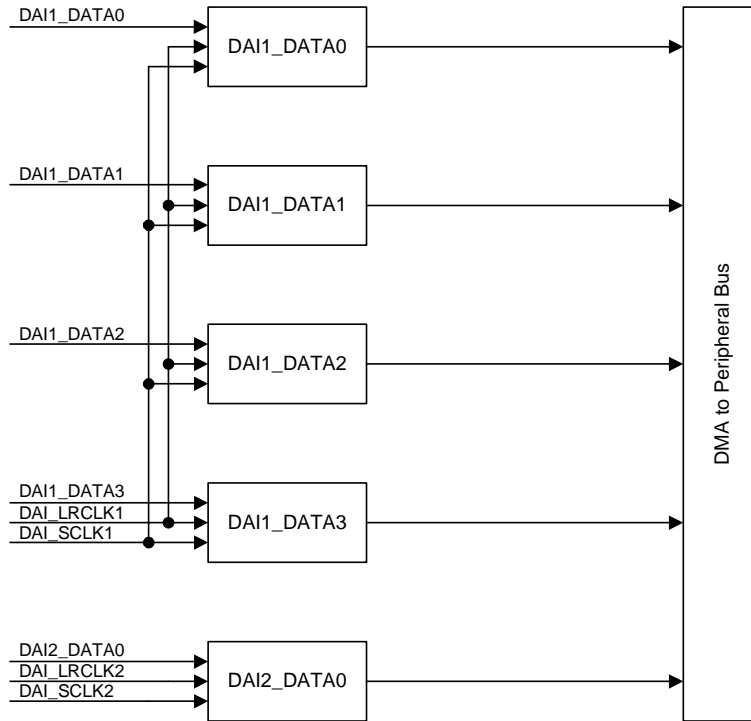 DAI1_DATA0
DAI1_DATA0
DAI1_DATA1
DAI1_DATA1
DAI1_DATA2
DAI1_DATA2
DAI1_DATA3
DAI_LRCLK1
DAI_SCLK1
DAI1_DATA3
DAI2_DATA0
DAI_LRCLK2
DAI_SCLK2
DAI2_DATA0
DMA to Peripheral Bus